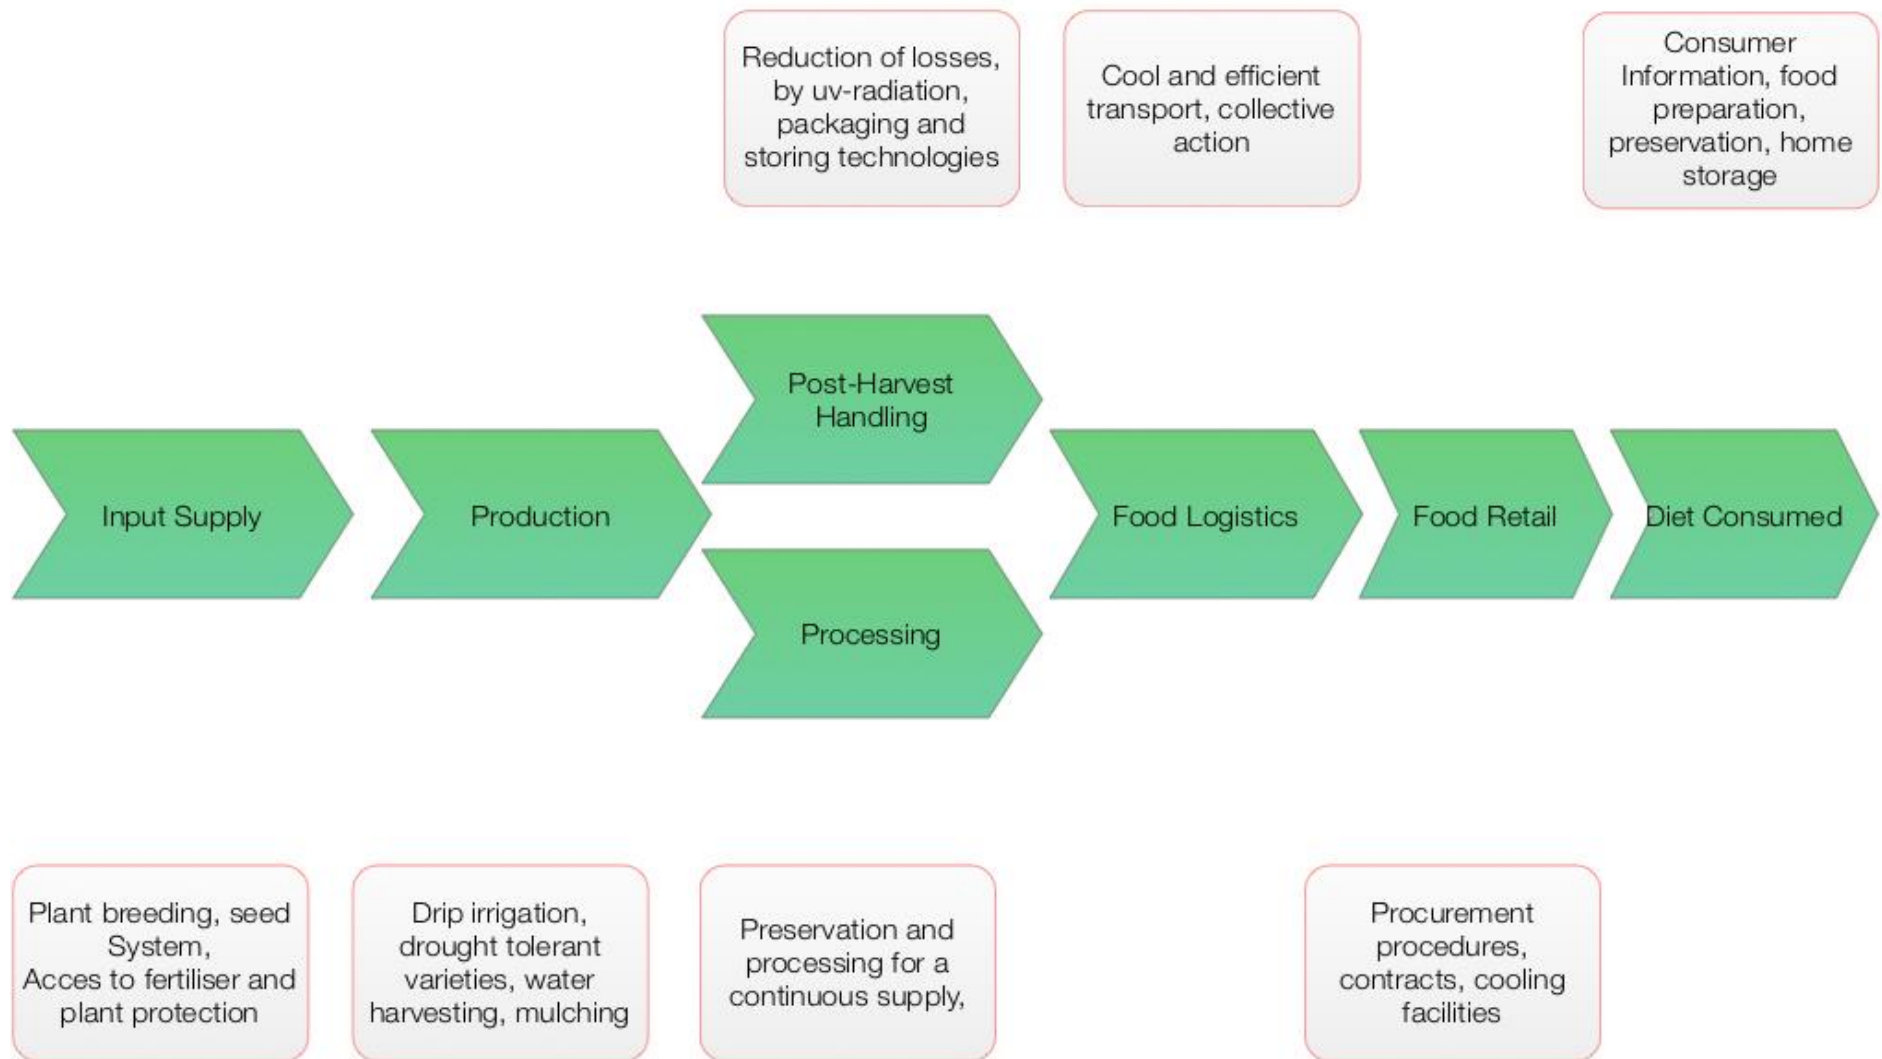 Reduction of losses,
by uv-radiation,
packaging and
storing technologies
Cool and efficient
transport, collective
action
Consumer
Information, food
preparation,
preservation, home
storage
Post-Harvest
Handling
Input Supply
Production
Food Logistics
Food Retail
Diet Consumed
Processing
Plant breeding, seed
System,
Acces to fertiliser and
plant protection
Drip irrigation,
drought tolerant
varieties, water
harvesting, mulching
Preservation and
processing for a
continuous supply,
Procurement
procedures,
contracts, cooling
facilities